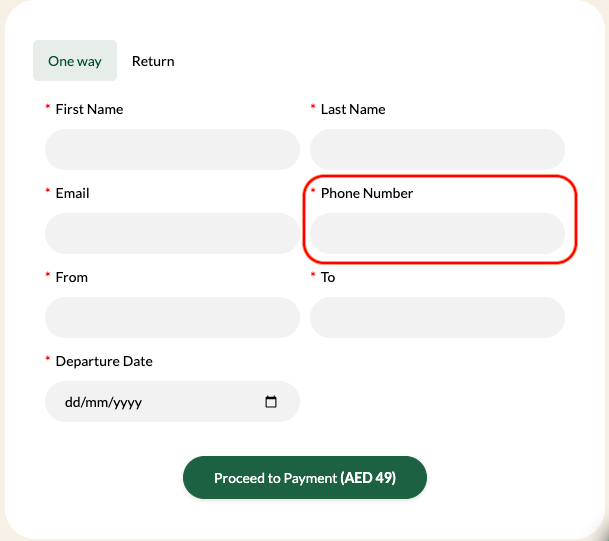 One way Return
* First Name * Last Name
* Email * Phone Number
* From * To
* Departure Date
dd/mm/yyyy
Proceed to Payment (AED 49)